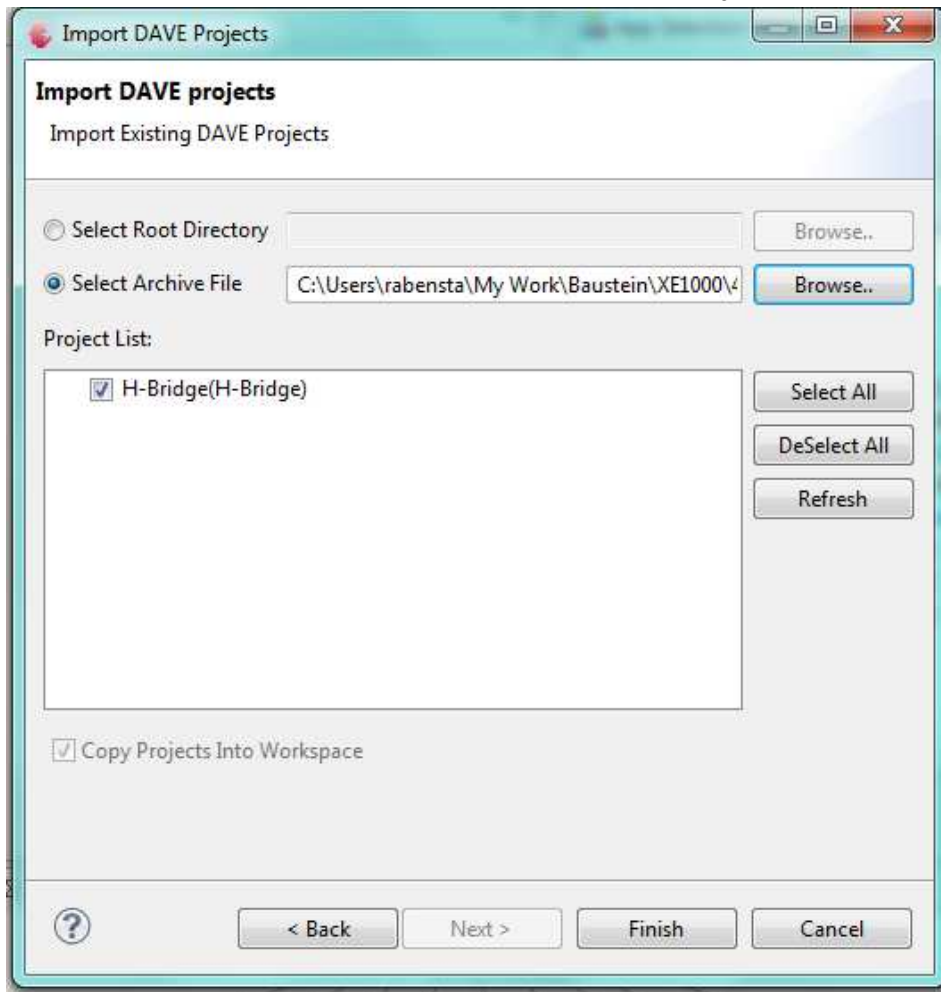 Import DAVE Projects
Import DAVE projects
Import Existing DAVE Projects
Select Root Directory Browse..
Select Archive File C:\Users\rabensta\My Work\Baustein\XE1000\4 Browse..
Project List:
H-Bridge(H-Bridge) Select All
DeSelect All
Refresh
Copy Projects Into Workspace
? < Back Next > Finish Cancel